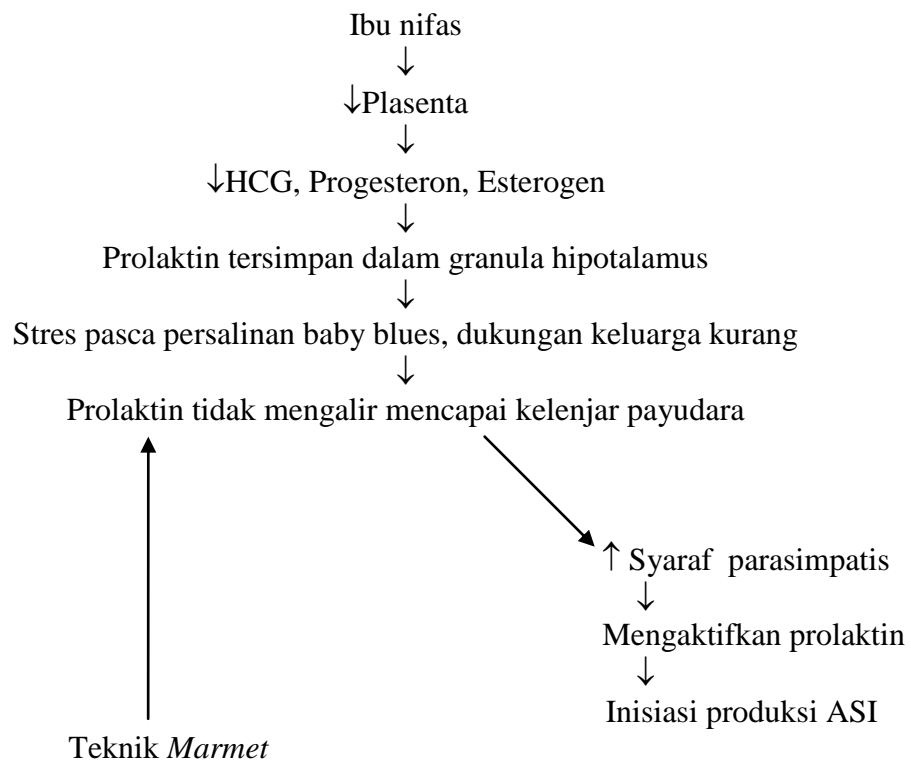 Ibu nifas
↓
↓Plasenta
↓
↓HCG, Progesteron, Esterogen
↓
Prolaktin tersimpan dalam granula hipotalamus
↓
Stres pasca persalinan baby blues, dukungan keluarga kurang
↓
Prolaktin tidak mengalir mencapai kelenjar payudara
↑ Syaraf parasimpatis
↓
Mengaktifkan prolaktin
↓
Inisiasi produksi ASI
Teknik Marmet